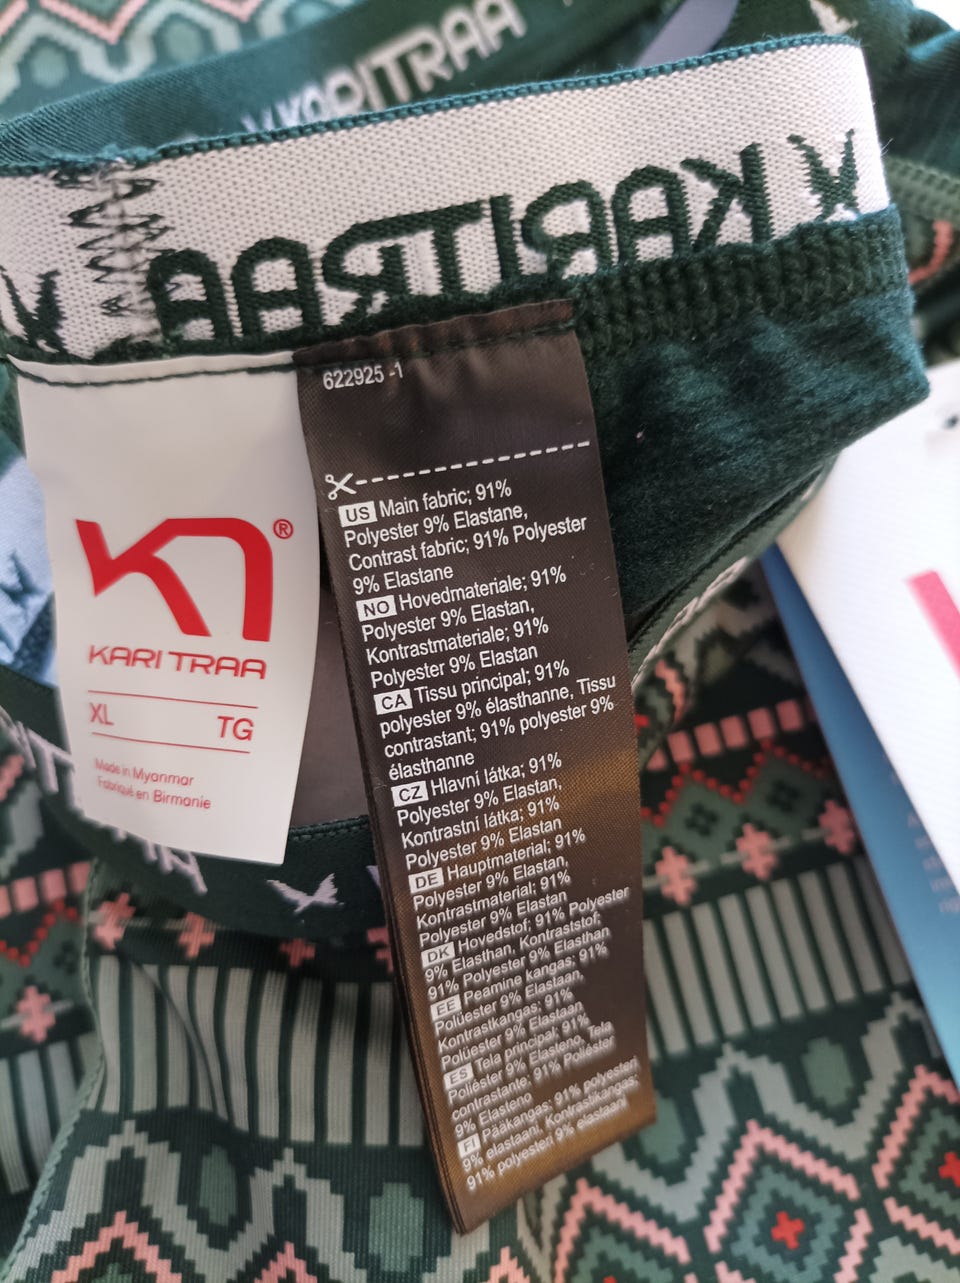 KARITRAA
KARITRAA
622925 -1
US Main fabric; 91%
Polyester 9% Elastane,
Contrast fabric; 91% Polyester
9% Elastane
NO Hovedmateriale; 91%
Polyester 9% Elastan,
Kontrastmateriale; 91%
Polyester 9% Elastan
CA Tissu principal; 91%
polyester 9% élasthanne, Tissu
contrastant; 91% polyester 9%
élasthanne
CZ Hlavní látka; 91%
Polyester 9% Elastan,
Kontrastní látka; 91%
Polyester 9% Elastan
DE Hauptmaterial; 91%
Polyester 9% Elastan,
Kontrastmaterial; 91%
Polyester 9% Elastan
DK Hovedstof; 91% Polyester
9% Elasthan, Kontraststof;
91% Polyester 9% Elasthan
EE Peamine kangas; 91%
Polüester 9% Elastaan,
Kontrastkangas; 91%
Polüester 9% Elastaan
ES Tela principal; 91%
Poliéster 9% Elasteno, Tela
contrastante; 91% Poliéster
9% Elasteno
FI Pääkangas; 91% polyesteri
9% elastaani, Kontrastikangas;
91% polyesteri 9% elastaani
®
KARI TRAA
XL TG
Made in Myanmar
Fabriqué en Birmanie